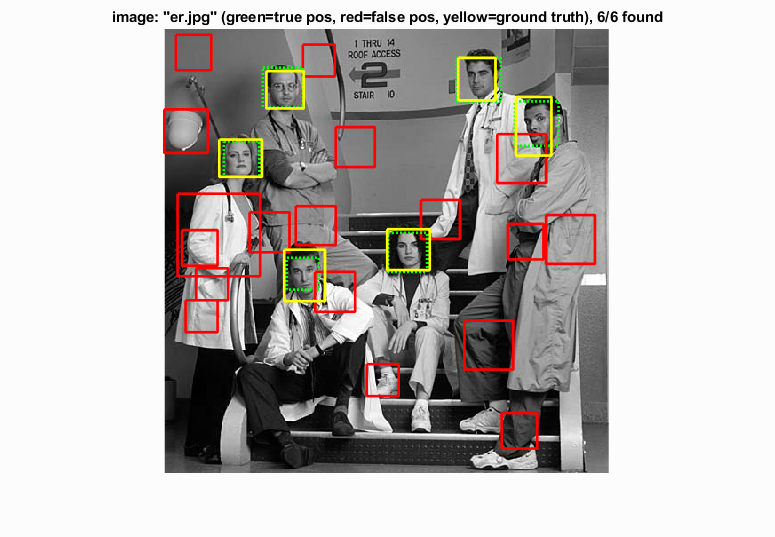 image: "er.jpg" (green=true pos, red=false pos, yellow=ground truth), 6/6 found
1 THRU 14
ROOF ACCESS
2
STAIR 10